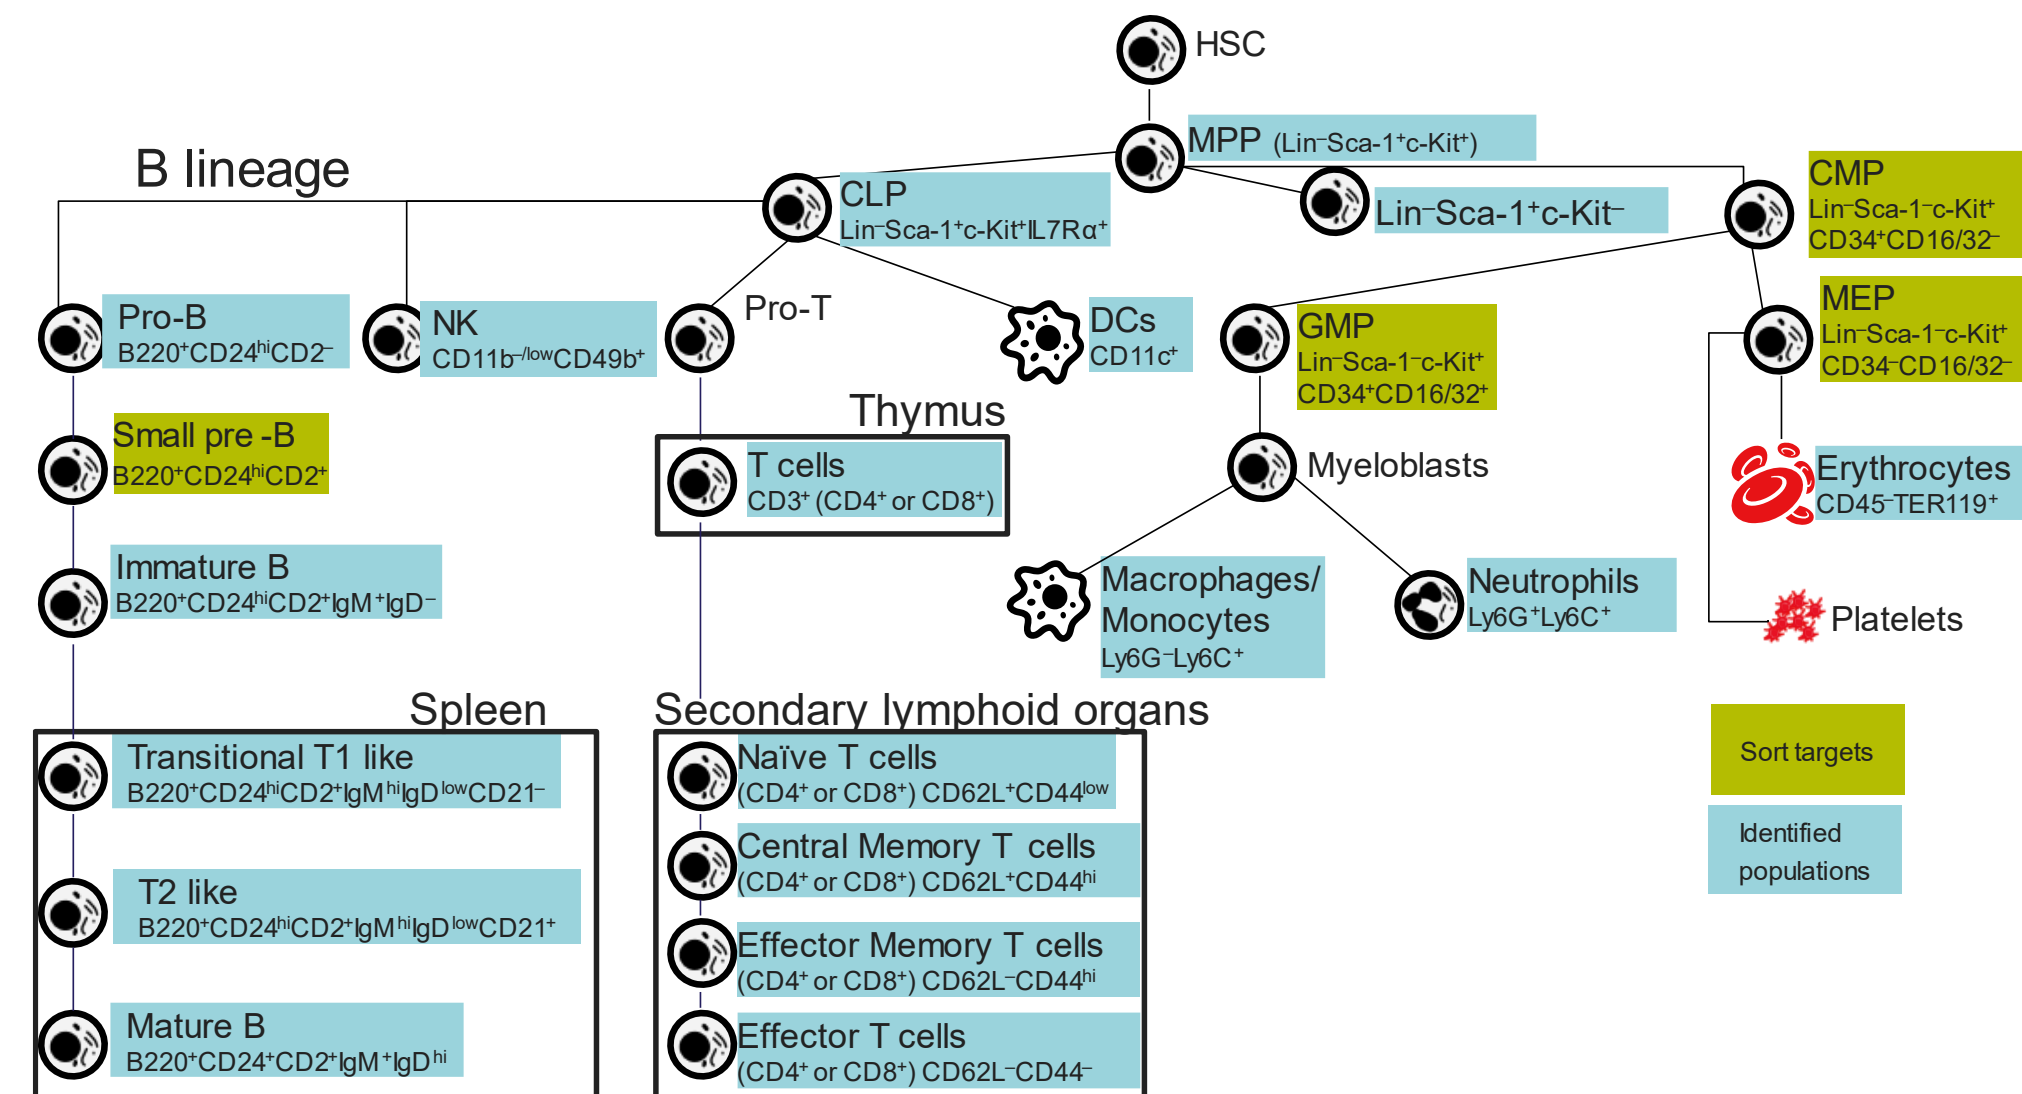 HSC
MPP (Lin⁻Sca-1⁺c-Kit⁺)
B lineage
CLP
Lin⁻Sca-1⁺c-Kit⁺IL7Rα⁺
Lin⁻Sca-1⁺c-Kit⁻
CMP
Lin⁻Sca-1⁻c-Kit⁺
CD34⁺CD16/32⁻
Pro-B
B220⁺CD24ʰⁱCD2⁻
NK
CD11b⁻/ˡᵒʷCD49b⁺
Pro-T
DCs
CD11c⁺
GMP
Lin⁻Sca-1⁻c-Kit⁺
CD34⁺CD16/32⁺
MEP
Lin⁻Sca-1⁻c-Kit⁺
CD34⁻CD16/32⁻
Small pre -B
B220⁺CD24ʰⁱCD2⁺
Thymus
T cells
CD3⁺ (CD4⁺ or CD8⁺)
Myeloblasts
Erythrocytes
CD45⁻TER119⁺
Immature B
B220⁺CD24ʰⁱCD2⁺IgM⁺IgD⁻
Macrophages/
Monocytes
Ly6G⁻Ly6C⁺
Neutrophils
Ly6G⁺Ly6C⁺
Platelets
Spleen
Transitional T1 like
B220⁺CD24ʰⁱCD2⁺IgMʰⁱIgDˡᵒʷCD21⁻
T2 like
B220⁺CD24ʰⁱCD2⁺IgMʰⁱIgDˡᵒʷCD21⁺
Mature B
B220⁺CD24⁺CD2⁺IgM⁺IgDʰⁱ
Secondary lymphoid organs
Naïve T cells
(CD4⁺ or CD8⁺) CD62L⁺CD44ˡᵒʷ
Central Memory T cells
(CD4⁺ or CD8⁺) CD62L⁺CD44ʰⁱ
Effector Memory T cells
(CD4⁺ or CD8⁺) CD62L⁻CD44ʰⁱ
Effector T cells
(CD4⁺ or CD8⁺) CD62L⁻CD44⁻
Sort targets
Identified
populations